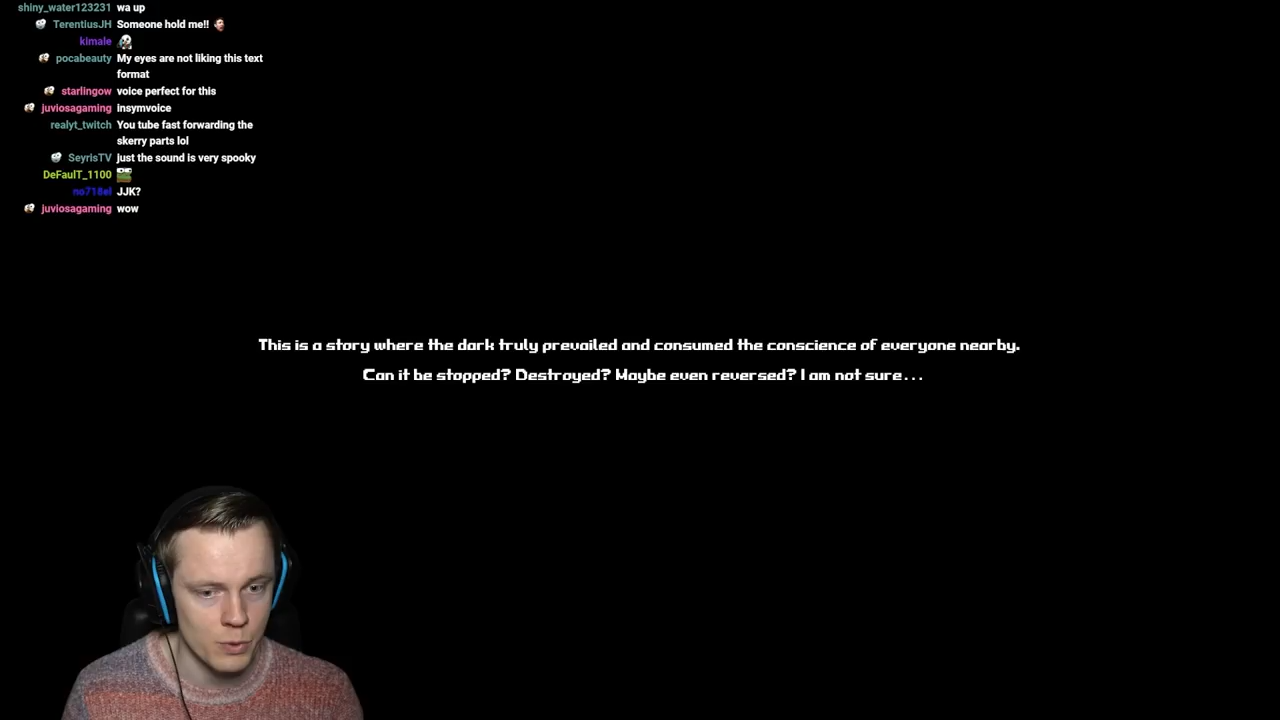 shiny_water123231 wa up
TerentiusJH Someone hold me!!
kimale
pocabeauty My eyes are not liking this text
format
starlingow voice perfect for this
juviosagaming insymvoice
realyt_twitch You tube fast forwarding the
skerry parts lol
SeyrisTV just the sound is very spooky
DeFaulT_1100
no718el JJK?
juviosagaming wow
This is a story where the dark truly prevailed and consumed the conscience of everyone nearby.
Can it be stopped? Destroyed? Maybe even reversed? I am not sure...